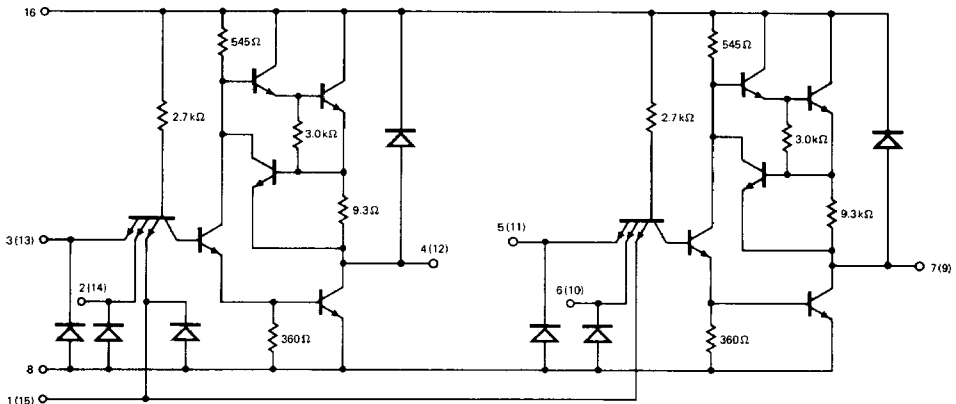 16
545Ω
545Ω
2.7kΩ
3.0kΩ
2.7kΩ
3.0kΩ
9.3Ω
9.3kΩ
3 (13)
4 (12)
5 (11)
7 (9)
2 (14)
6 (10)
360Ω
360Ω
8
1 (15)